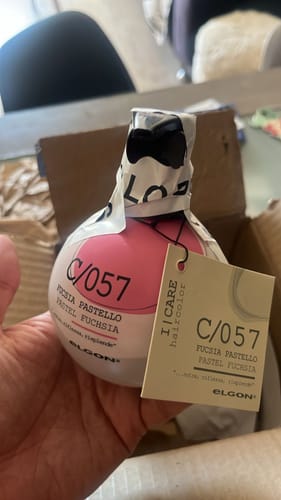 C/057
FUCSIA PASTELLO
PASTEL FUCHSIA
eLGON®
I | CARE
haircolor
C/057
FUCSIA PASTELLO
PASTEL FUCHSIA
eLGON®